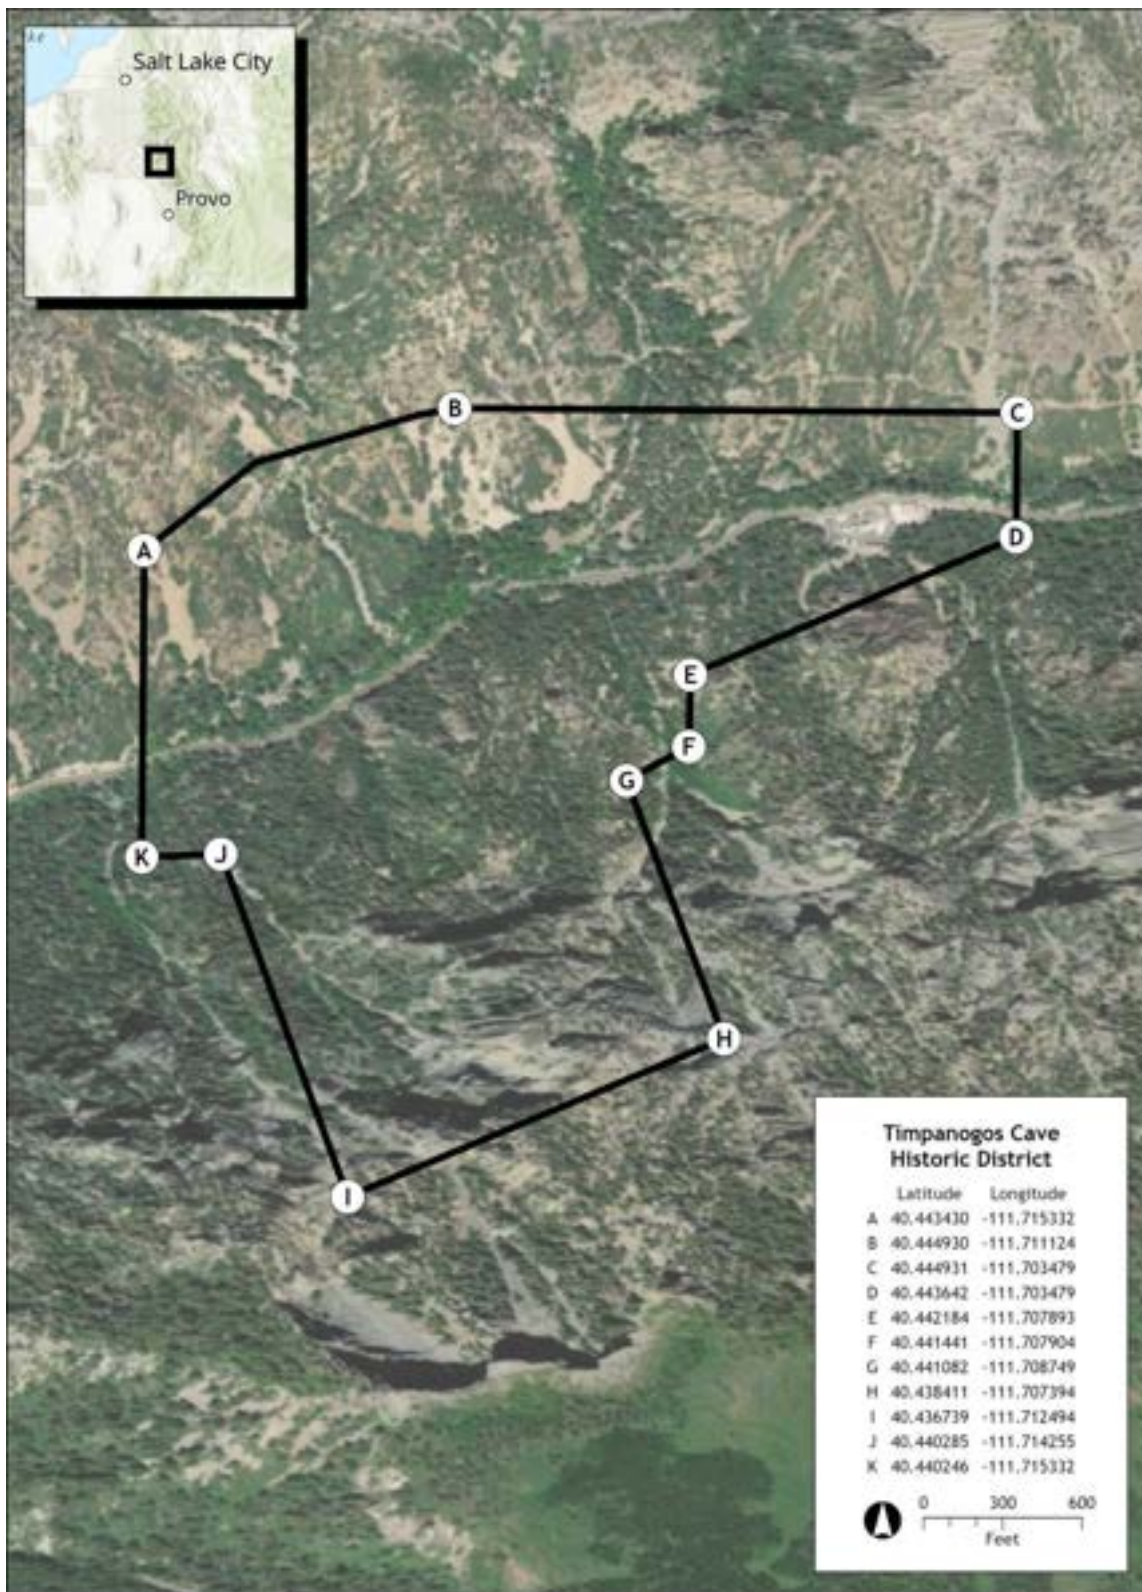 ke
Salt Lake City
Provo
B
C
A
D
E
F
G
K
J
H
I
Timpanogos Cave
Historic District
Latitude Longitude
A 40.443430 -111.715332
B 40.444930 -111.711124
C 40.444931 -111.703479
D 40.443642 -111.703479
E 40.442184 -111.707893
F 40.441441 -111.707904
G 40.441082 -111.708749
H 40.438411 -111.707394
I 40.436739 -111.712494
J 40.440285 -111.714255
K 40.440246 -111.715332
0 300 600
Feet